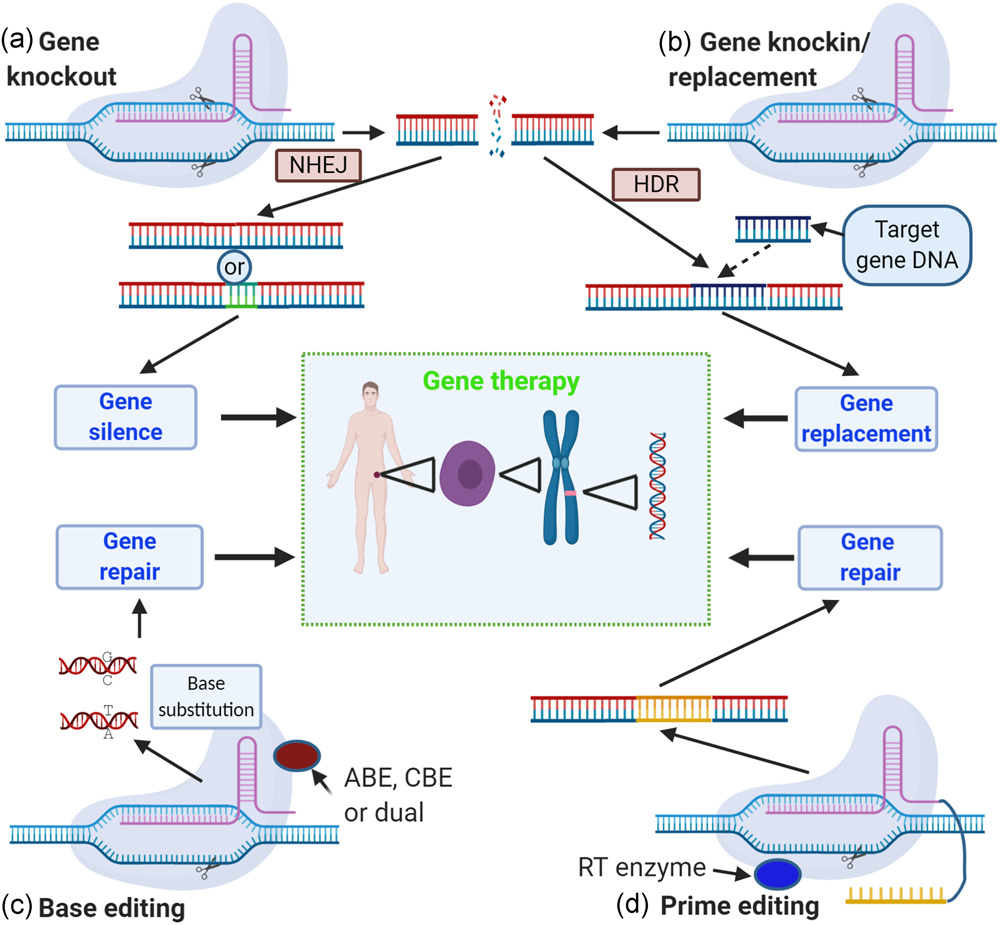 (a) Gene
knockout
(b) Gene knockin/
replacement
NHEJ
HDR
Target
gene DNA
or
Gene therapy
Gene
silence
Gene
replacement
Gene
repair
Gene
repair
G
C
T
A
Base
substitution
ABE, CBE
or dual
RT enzyme
(c) Base editing
(d) Prime editing